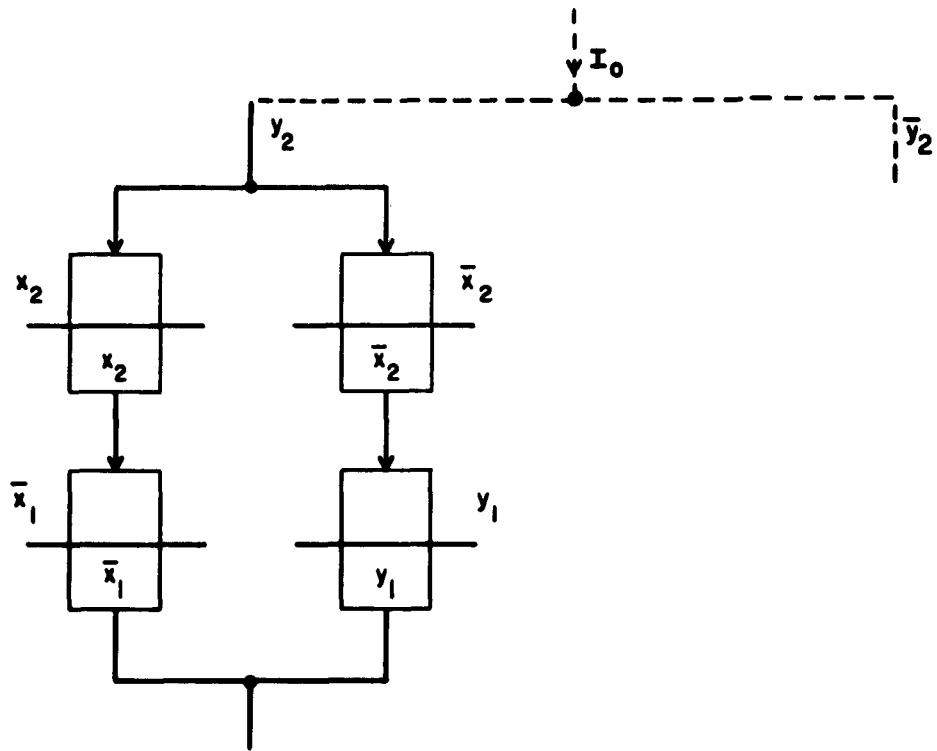 I₀
y₂
ȳ₂
x₂
x̄₂
x₂
x̄₂
x̄₁
y₁
x̄₁
y₁